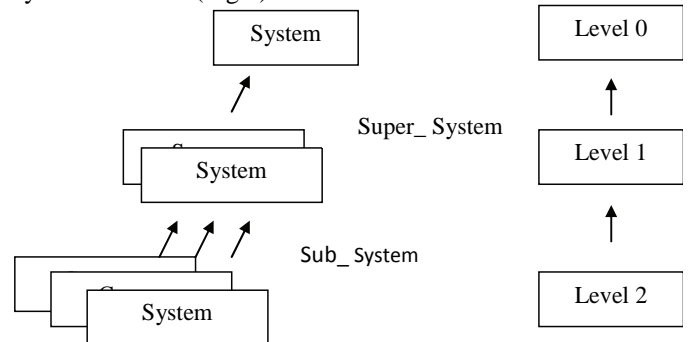 System
Level 0
Super_ System
Level 1
System
Sub_ System
Level 2
System